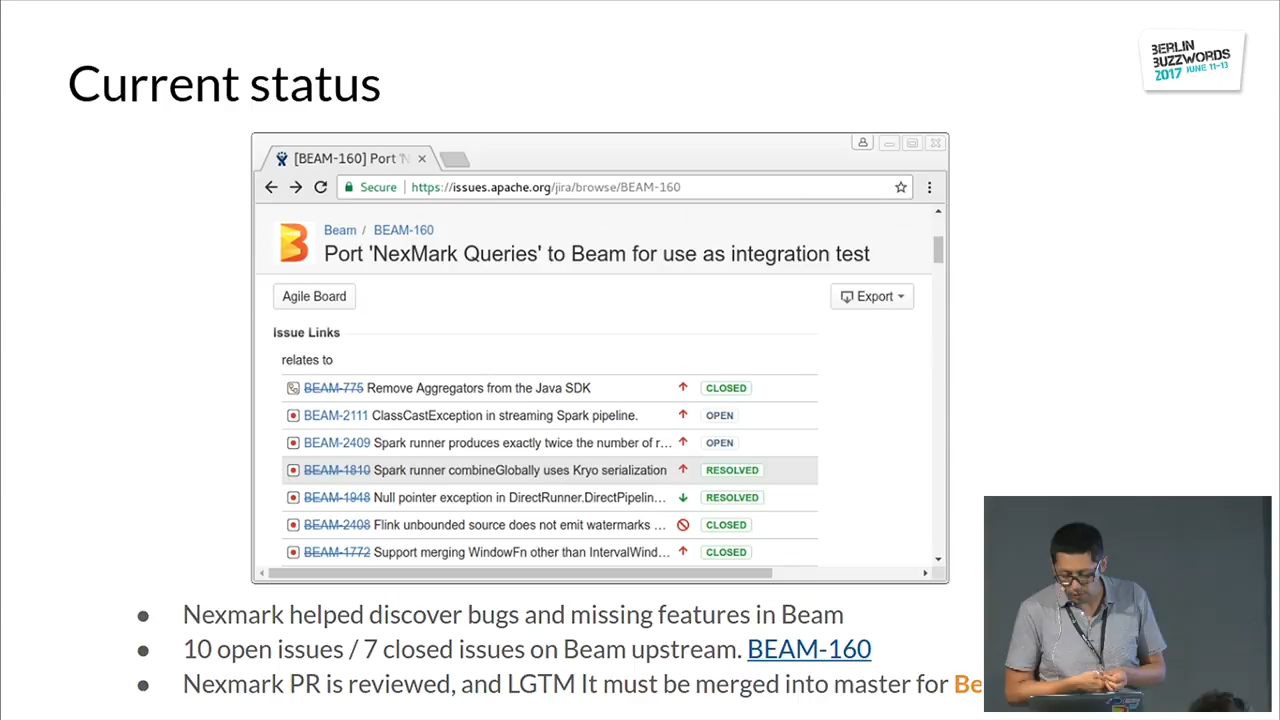 Current status
BERLIN
BUZZWORDS
2017 JUNE 11-13
[BEAM-160] Port 'N
Secure https://issues.apache.org/jira/browse/BEAM-160
Beam / BEAM-160
Port 'NexMark Queries' to Beam for use as integration test
Agile Board
Export
Issue Links
relates to
BEAM-775 Remove Aggregators from the Java SDK CLOSED
BEAM-2111 ClassCastException in streaming Spark pipeline. OPEN
BEAM-2409 Spark runner produces exactly twice the number of r... OPEN
BEAM-1810 Spark runner combineGlobally uses Kryo serialization RESOLVED
BEAM-1948 Null pointer exception in DirectRunner.DirectPipelin... RESOLVED
BEAM-2408 Flink unbounded source does not emit watermarks ... CLOSED
BEAM-1772 Support merging WindowFn other than IntervalWind... CLOSED
● Nexmark helped discover bugs and missing features in Beam
● 10 open issues / 7 closed issues on Beam upstream. BEAM-160
● Nexmark PR is reviewed, and LGTM It must be merged into master for Be